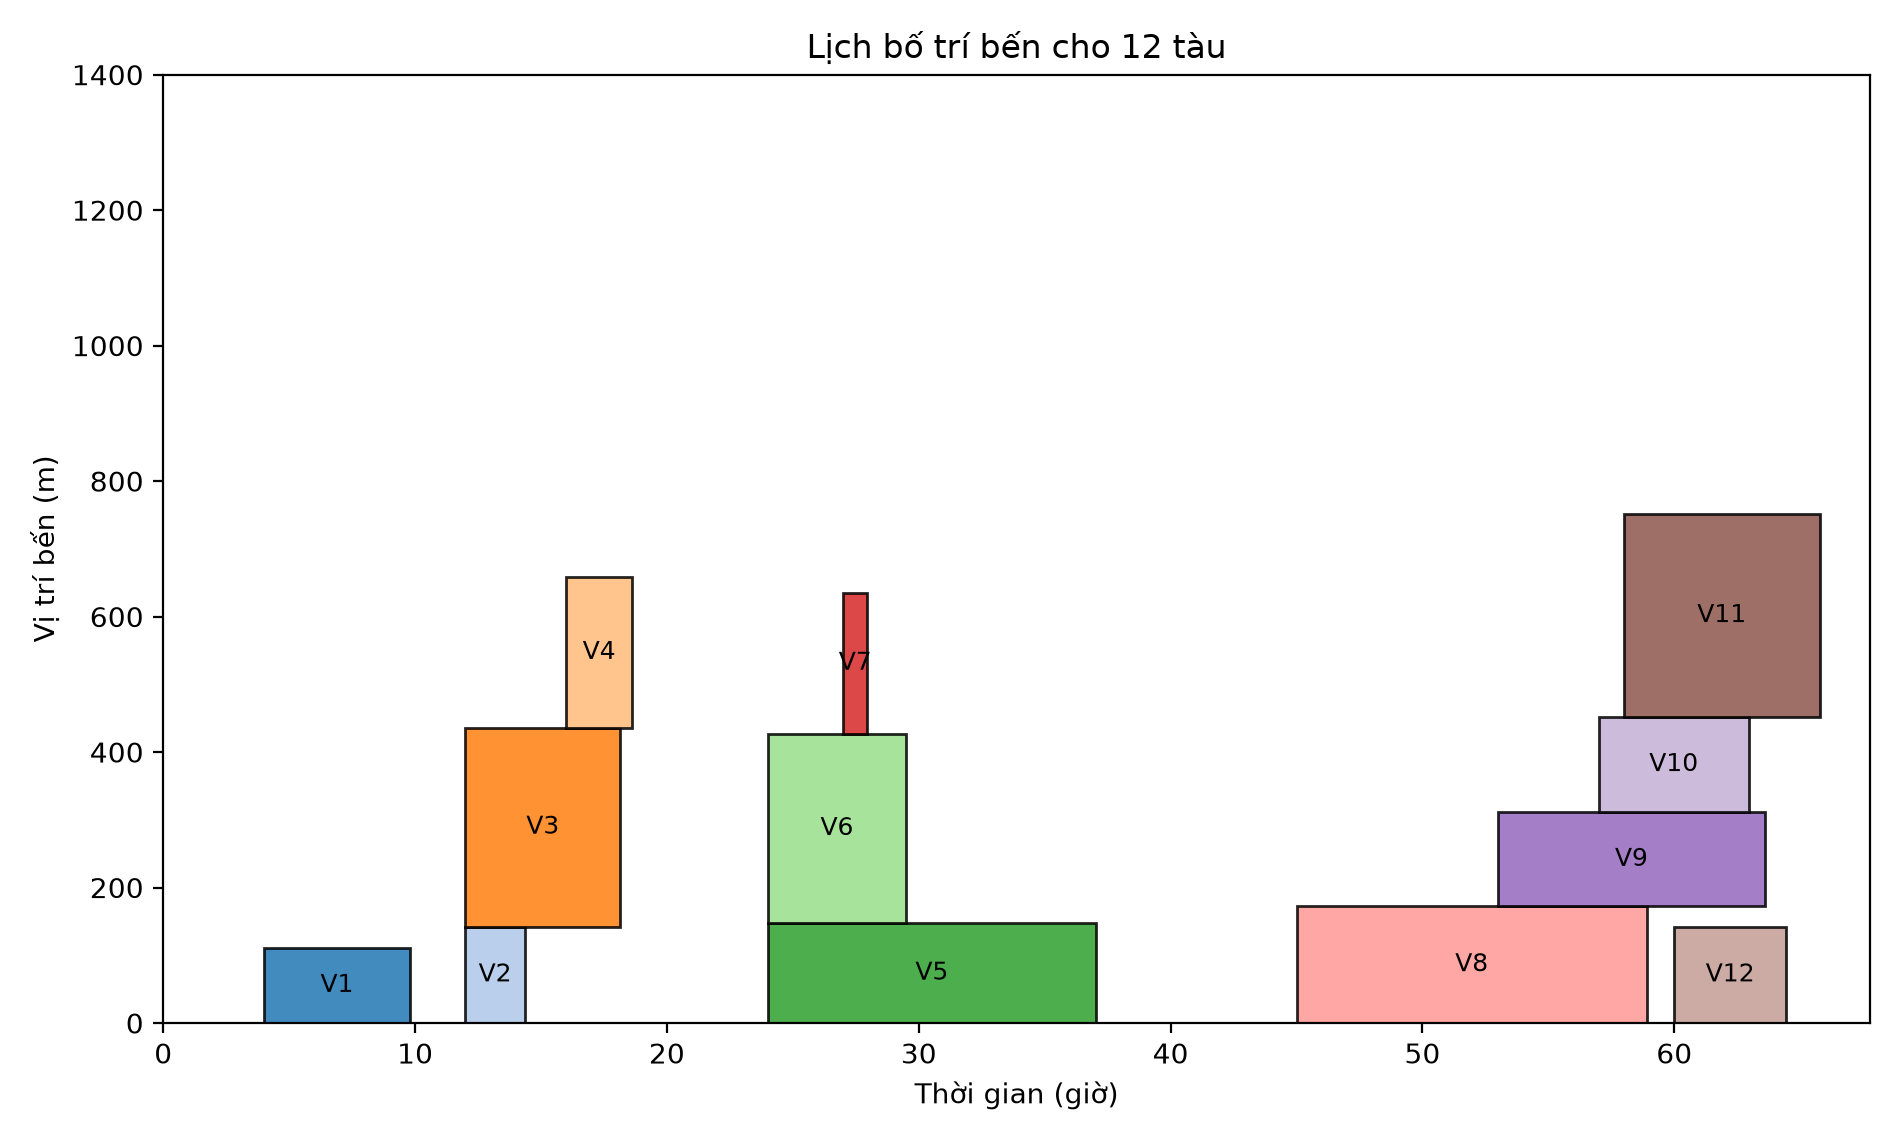 Lịch bố trí bến cho 12 tàu
1400
1200
1000
800
600
400
200
0
Vị trí bến (m)
V11
V4
V7
V10
V3
V6
V9
V8
V5
V2
V12
V1
0 10 20 30 40 50 60
Thời gian (giờ)